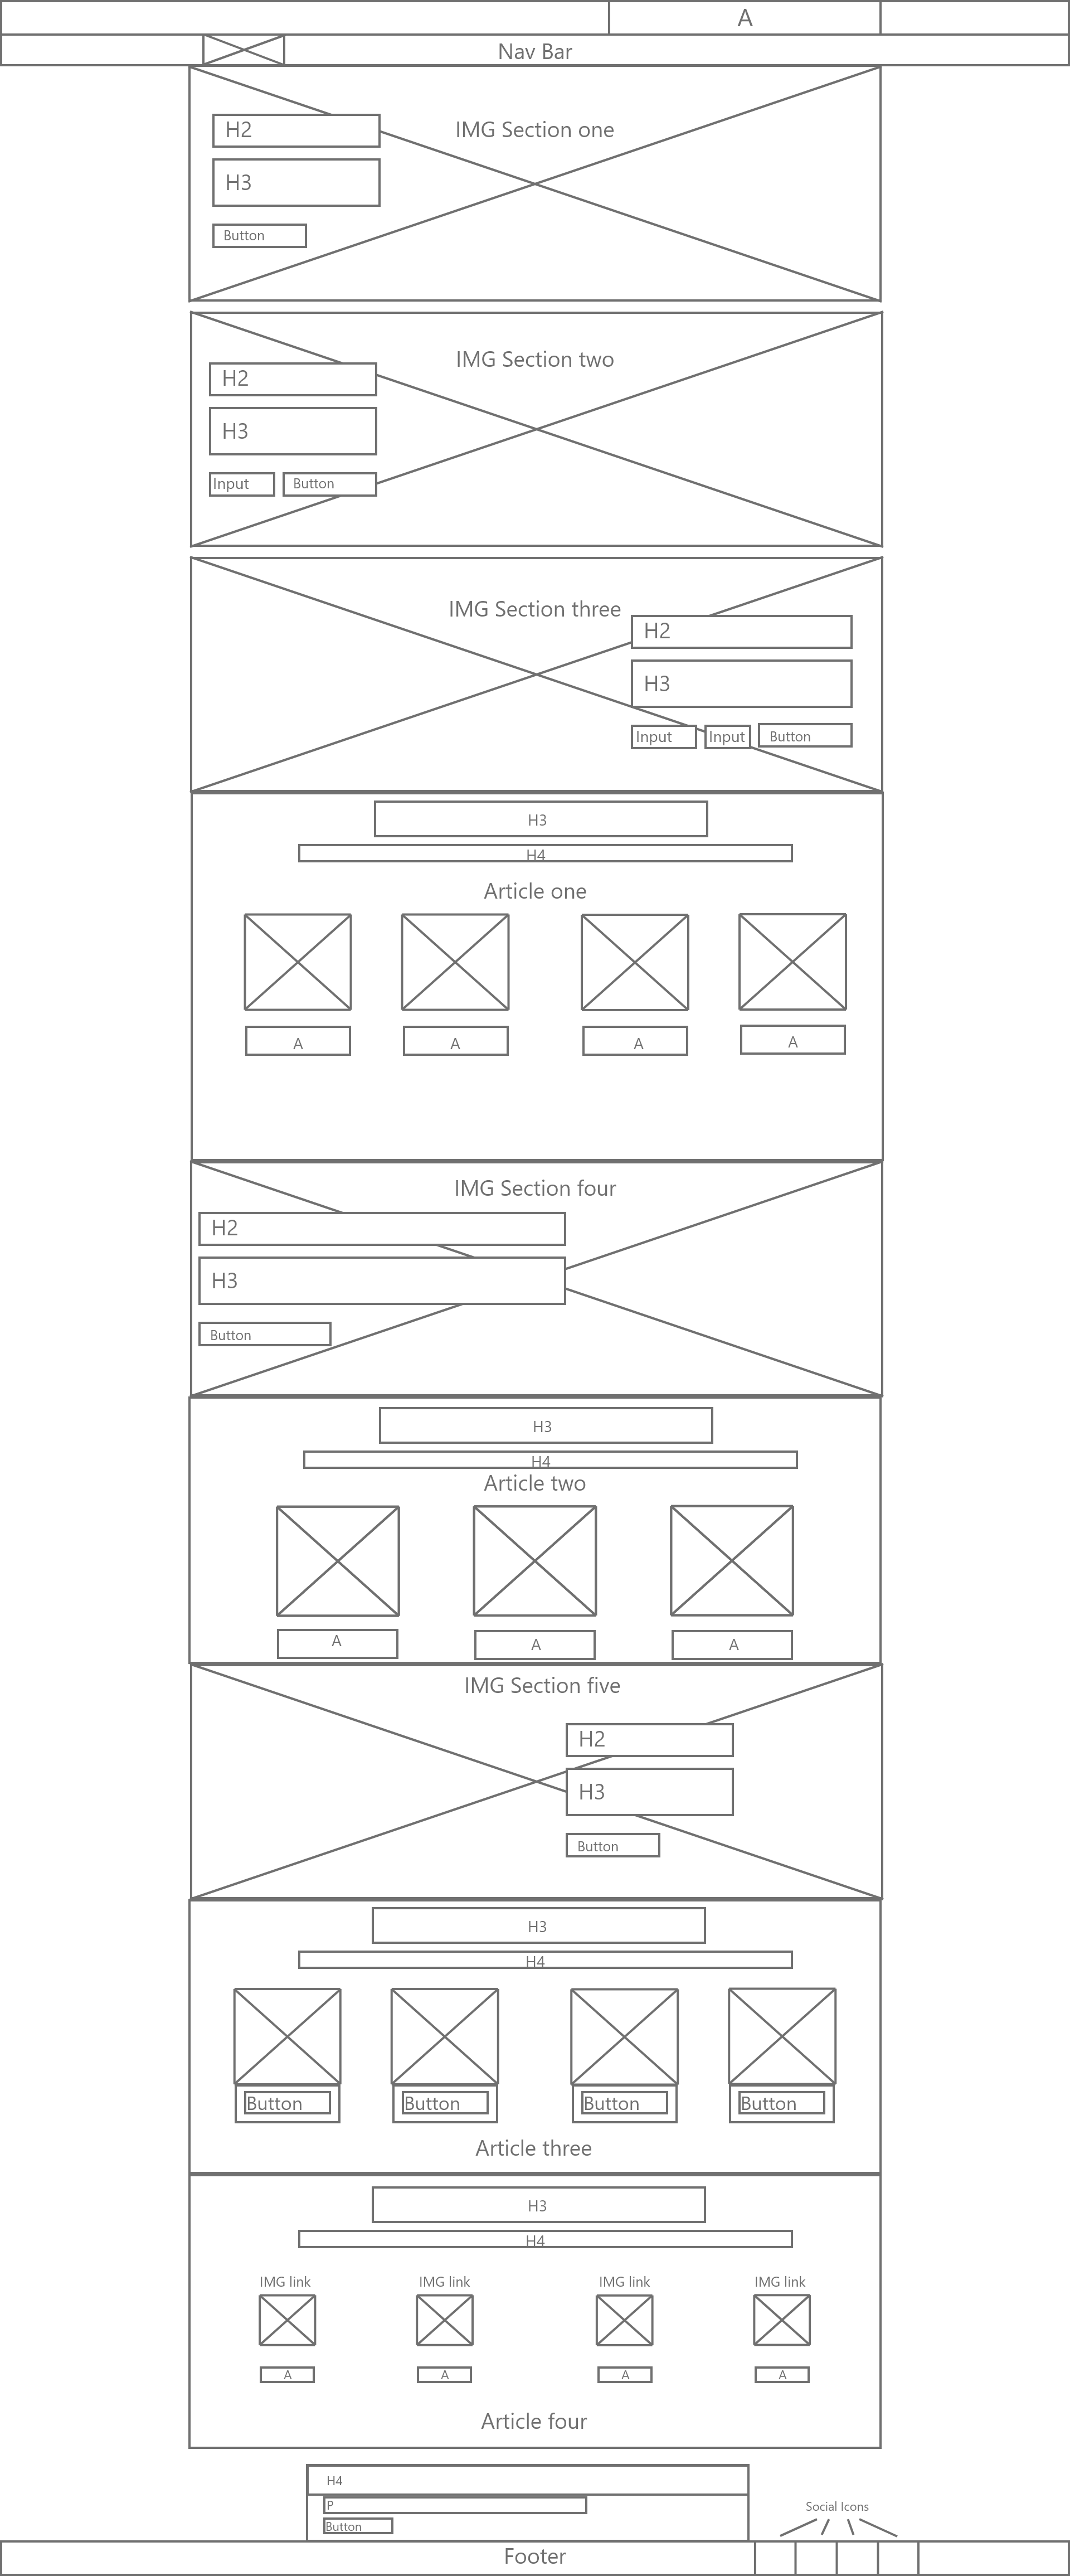 A
Nav Bar
IMG Section one
H2
H3
Button
IMG Section two
H2
H3
Input Button
IMG Section three
H2
H3
Input Input Button
H3
H4
Article one
A A A A
IMG Section four
H2
H3
Button
H3
H4
Article two
A A A
IMG Section five
H2
H3
Button
H3
H4
Button Button Button Button
Article three
H3
H4
IMG link IMG link IMG link IMG link
A A A A
Article four
H4
P
Button
Social Icons
Footer